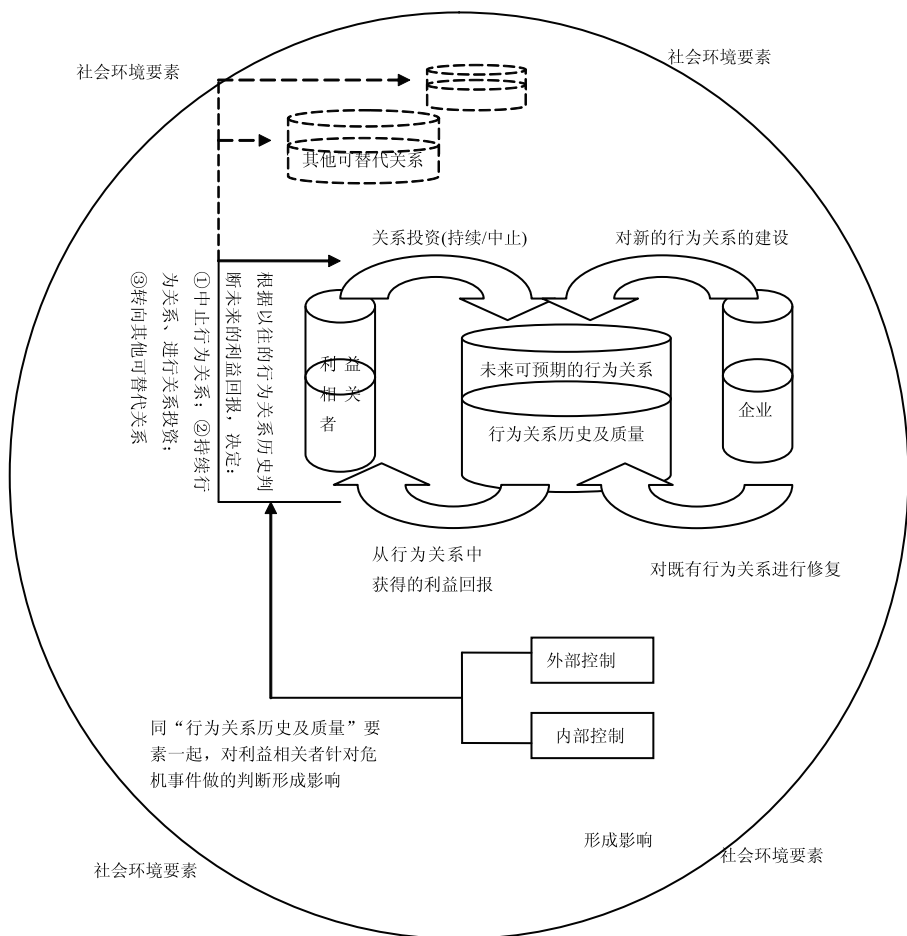 社会环境要素
社会环境要素
其他可替代关系
关系投资(持续/中止)
对新的行为关系的建设
根据以往的行为关系历史判
断未来的利益回报，决定：
①中止行为关系；②持续行
为关系、进行关系投资；
③转向其他可替代关系
利益
相关
者
未来可预期的行为关系
行为关系历史及质量
企业
从行为关系中
获得的利益回报
对既有行为关系进行修复
外部控制
内部控制
同“行为关系历史及质量”要
素一起，对利益相关者针对危
机事件做的判断形成影响
形成影响
社会环境要素
社会环境要素